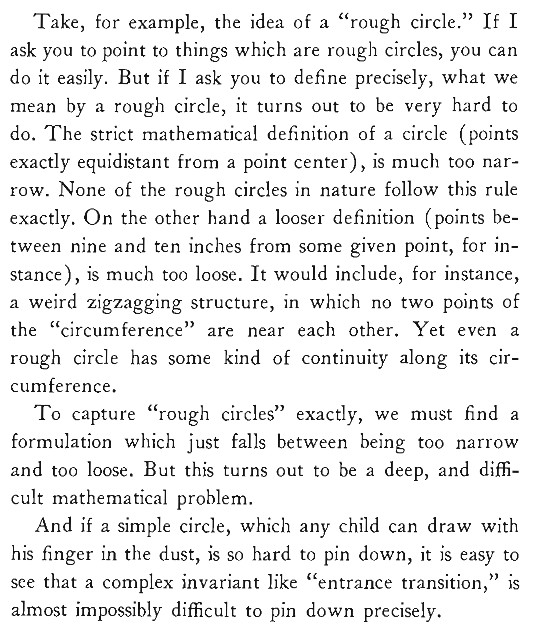 Take, for example, the idea of a “rough circle.” If I
ask you to point to things which are rough circles, you can
do it easily. But if I ask you to define precisely, what we
mean by a rough circle, it turns out to be very hard to
do. The strict mathematical definition of a circle (points
exactly equidistant from a point center), is much too nar-
row. None of the rough circles in nature follow this rule
exactly. On the other hand a looser definition (points be-
tween nine and ten inches from some given point, for in-
stance), is much too loose. It would include, for instance,
a weird zigzagging structure, in which no two points of
the “circumference” are near each other. Yet even a
rough circle has some kind of continuity along its cir-
cumference.
To capture “rough circles” exactly, we must find a
formulation which just falls between being too narrow
and too loose. But this turns out to be a deep, and diffi-
cult mathematical problem.
And if a simple circle, which any child can draw with
his finger in the dust, is so hard to pin down, it is easy to
see that a complex invariant like “entrance transition,” is
almost impossibly difficult to pin down precisely.